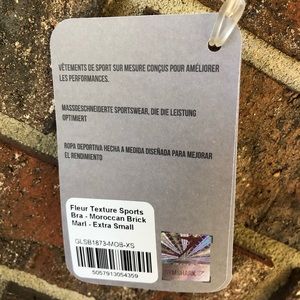 VÊTEMENTS DE SPORT SUR MESURE CONÇUS POUR AMÉLIORER
LES PERFORMANCES.
MASSGESCHNEIDERTE SPORTSWEAR, DIE DIE LEISTUNG
OPTIMIERT
ROPA DEPORTIVA HECHA A MEDIDA DISEÑADA PARA MEJORAR
EL RENDIMIENTO
Fleur Texture Sports
Bra - Moroccan Brick
Marl - Extra Small
GLSB1873-MOB-XS
5057913054359
GYMSHARK